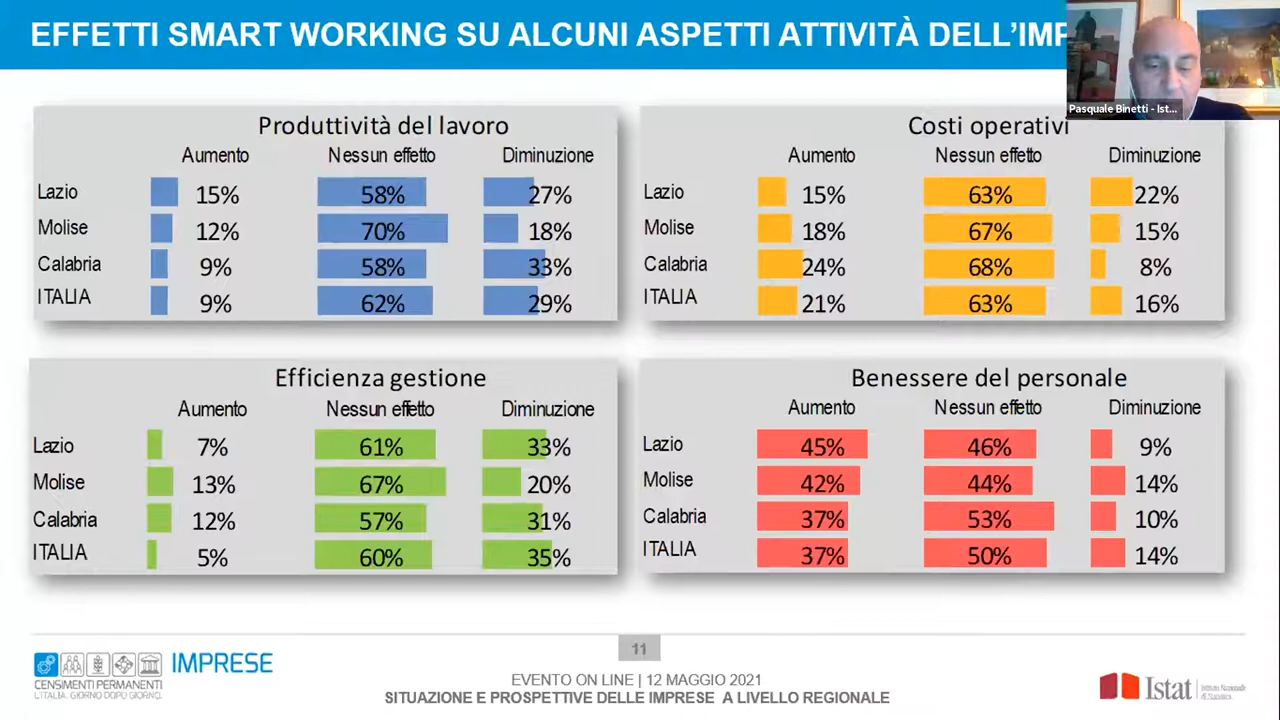 EFFETTI SMART WORKING SU ALCUNI ASPETTI ATTIVITÀ DELL'IMP
Pasquale Binetti - Ist...
Produttività del lavoro
Aumento Nessun effetto Diminuzione
Lazio 15% 58% 27%
Molise 12% 70% 18%
Calabria 9% 58% 33%
ITALIA 9% 62% 29%
Costi operativi
Aumento Nessun effetto Diminuzione
Lazio 15% 63% 22%
Molise 18% 67% 15%
Calabria 24% 68% 8%
ITALIA 21% 63% 16%
Efficienza gestione
Aumento Nessun effetto Diminuzione
Lazio 7% 61% 33%
Molise 13% 67% 20%
Calabria 12% 57% 31%
ITALIA 5% 60% 35%
Benessere del personale
Aumento Nessun effetto Diminuzione
Lazio 45% 46% 9%
Molise 42% 44% 14%
Calabria 37% 53% 10%
ITALIA 37% 50% 14%
11
IMPRESE
CENSIMENTI PERMANENTI
L'ITALIA. GIORNO DOPO GIORNO.
EVENTO ON LINE | 12 MAGGIO 2021
SITUAZIONE E PROSPETTIVE DELLE IMPRESE A LIVELLO REGIONALE
Istat
Istituto Nazionale
di Statistica